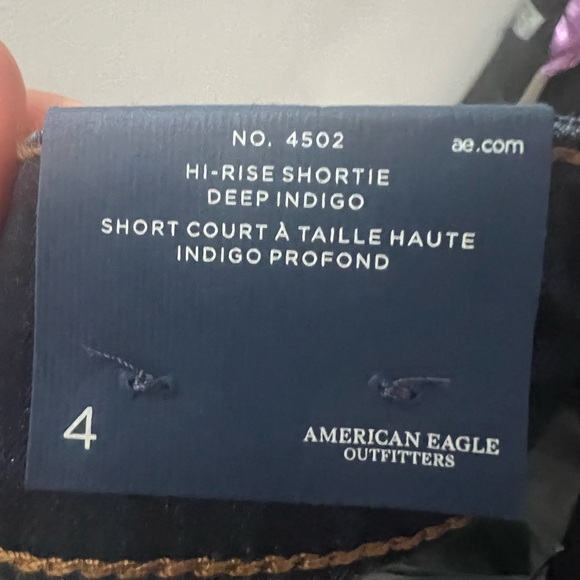 NO. 4502
ae.com
HI-RISE SHORTIE
DEEP INDIGO
SHORT COURT À TAILLE HAUTE
INDIGO PROFOND
4
AMERICAN EAGLE
OUTFITTERS